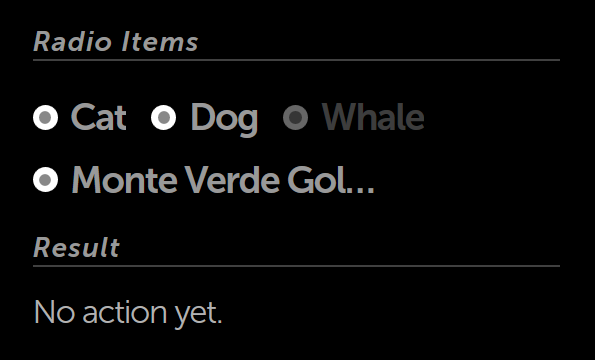 Radio Items
Cat Dog Whale
Monte Verde Gol...
Result
No action yet.